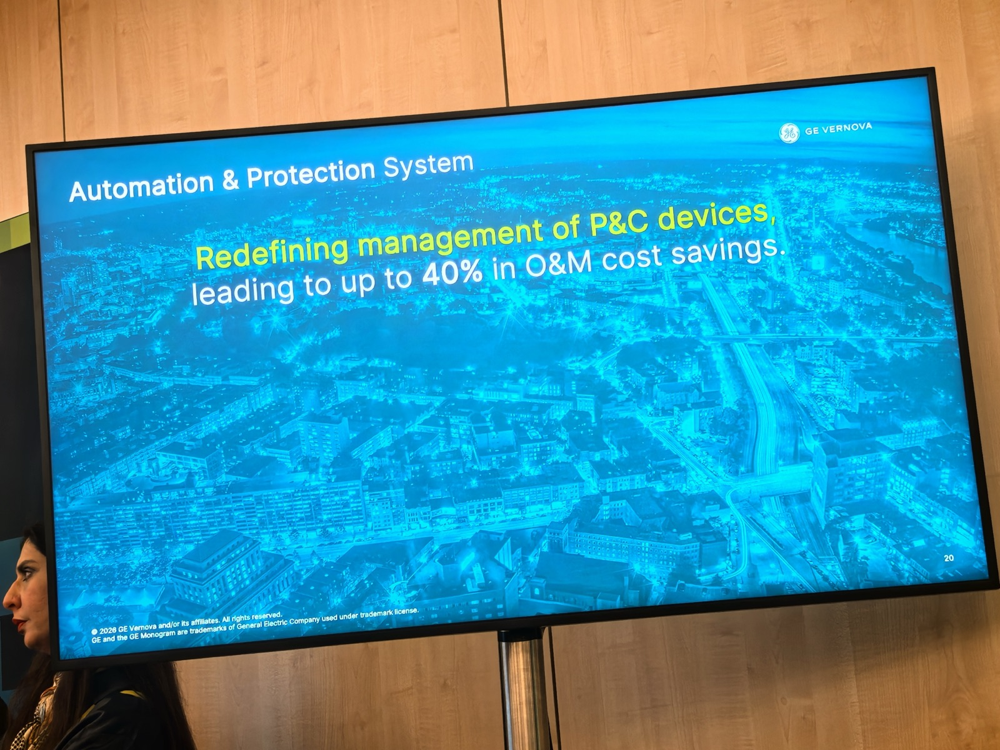 GE VERNOVA
Automation & Protection System
Redefining management of P&C devices,
leading to up to 40% in O&M cost savings.
20
© 2026 GE Vernova and/or its affiliates. All rights reserved.
GE and the GE Monogram are trademarks of General Electric Company used under trademark license.